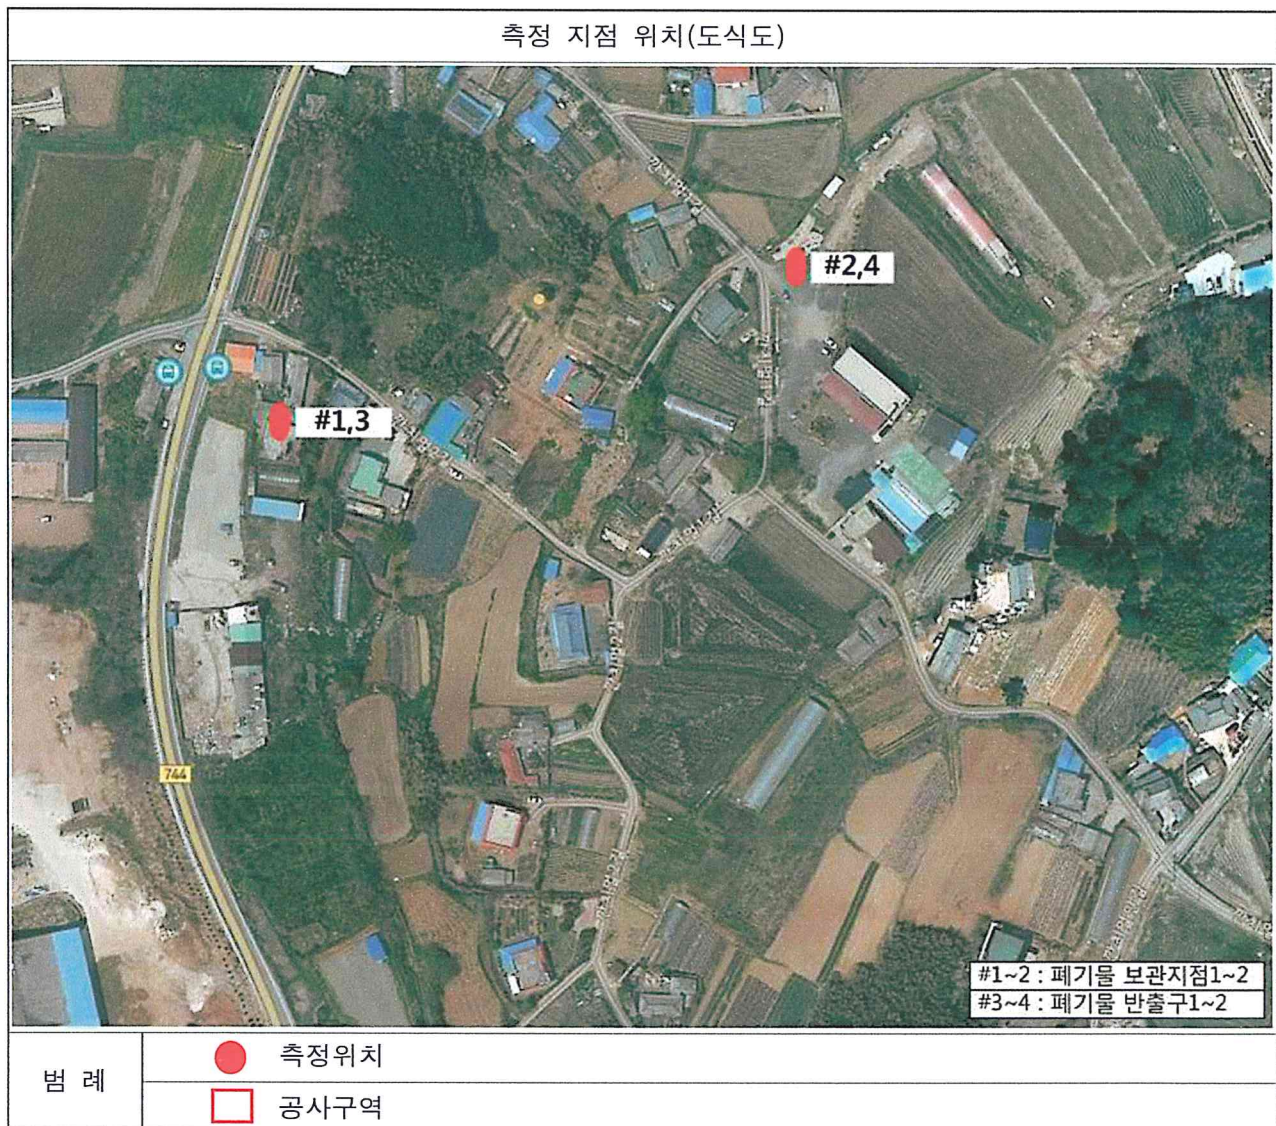 측정 지점 위치(도식도)
#2,4
#1,3
744
#1~2 : 폐기물 보관지점1~2
#3~4 : 폐기물 반출구1~2
범 례
측정위치
공사구역